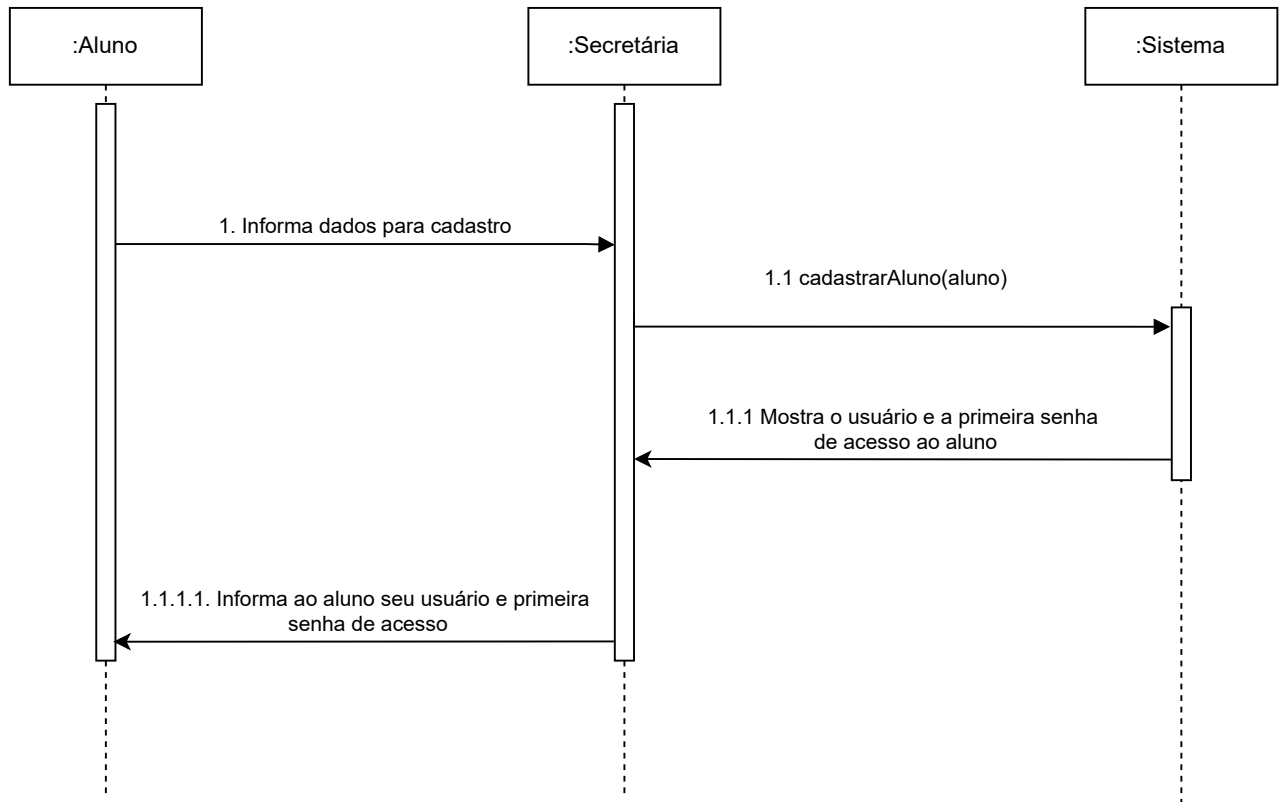 :Aluno
:Secretária
:Sistema
1. Informa dados para cadastro
1.1 cadastrarAluno(aluno)
1.1.1 Mostra o usuário e a primeira senha
de acesso ao aluno
1.1.1.1. Informa ao aluno seu usuário e primeira
senha de acesso